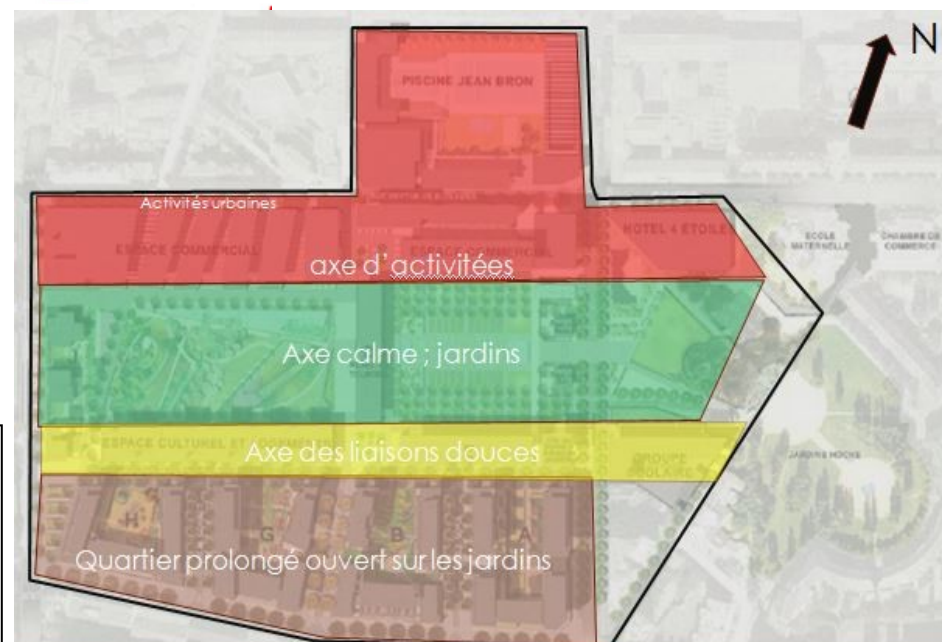 N
PISCINE JEAN BRON
Activités urbaines
HOTEL 4 ETOILES
ECOLE MATERNELLE
CHAMBRE DE COMMERCE
ESPACE COMMERCIAL
ESPACE COMMERCIAL
axe d'activitées
Axe calme ; jardins
ESPACE CULTUREL ET LOGEMENTS
Axe des liaisons douces
GROUPE SCOLAIRE
JARDINS HOCHE
H
G
B
A
Quartier prolongé ouvert sur les jardins